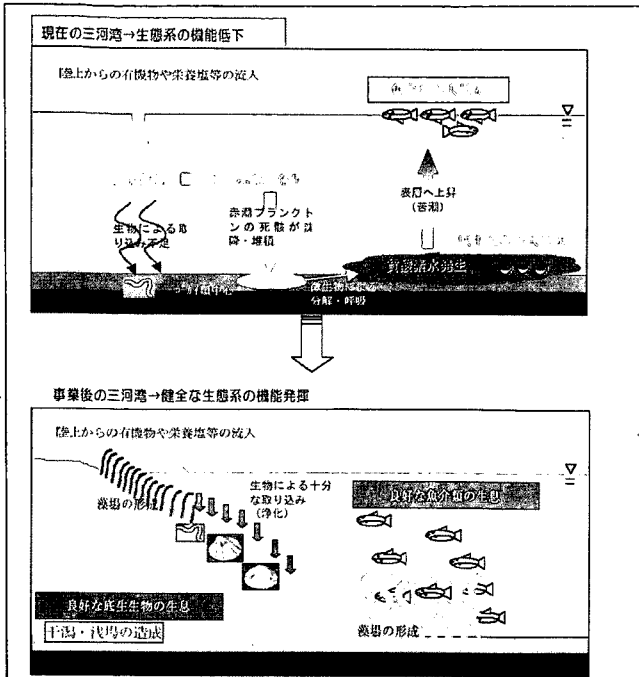 現在の三河湾→生態系の機能低下
陸上からの有機物や栄養塩等の流入
生物による取
り込み不足
赤潮プランクト
ンの死骸が沈
降・堆積
表層へ上昇
(苦潮)
貧酸素水発生
微生物による
分解・呼吸
事業後の三河湾→健全な生態系の機能発揮
陸上からの有機物や栄養塩等の流入
藻場の形成
生物による十分
な取り込み
(浄化)
良好な魚介類の生息
良好な底生生物の生息
干潟・浅場の造成
藻場の形成